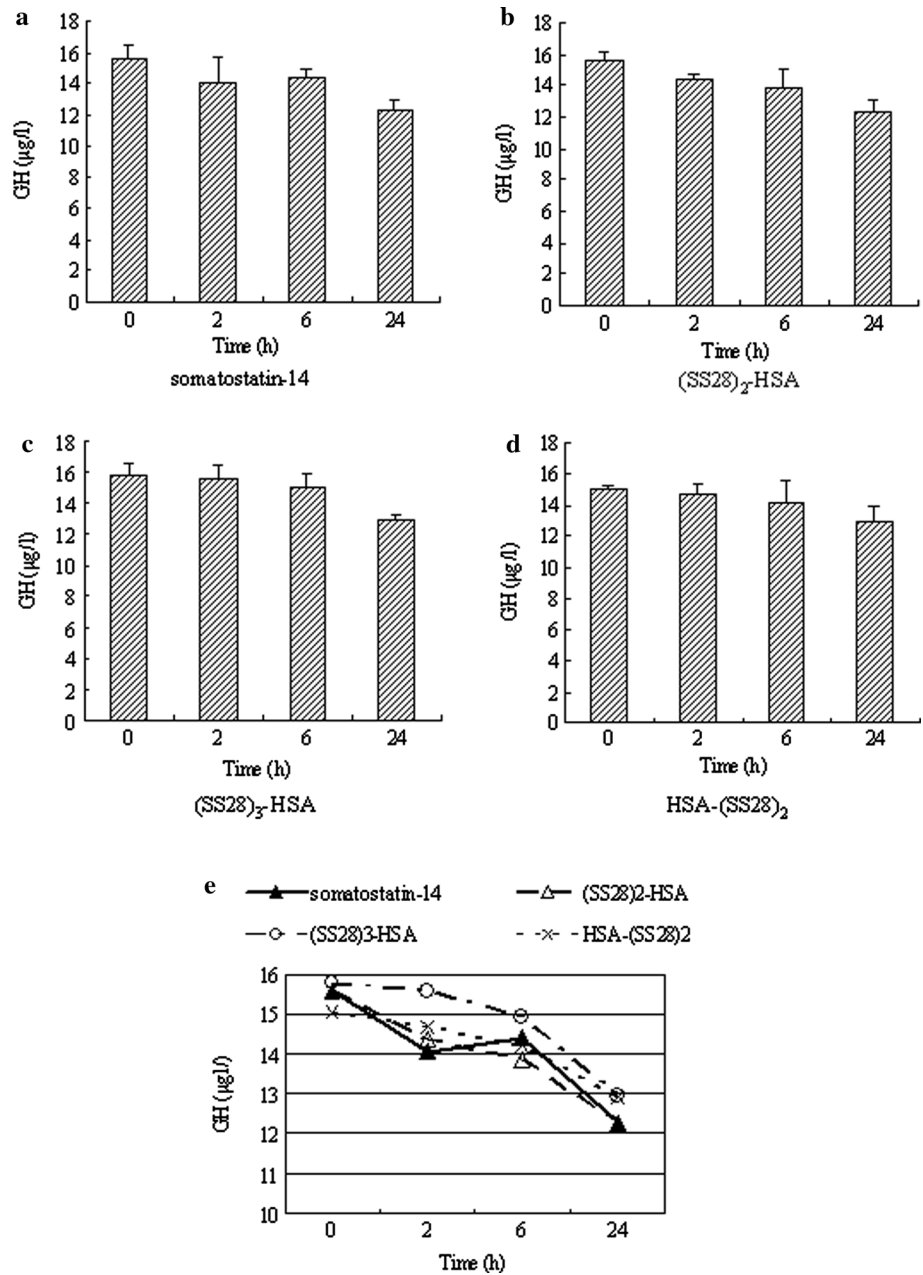 a
18
16
14
12
10
8
6
4
2
0
GH (µg/l)
0 2 6 24
Time (h)
somatostatin-14
b
18
16
14
12
10
8
6
4
2
0
GH (µg/l)
0 2 6 24
Time (h)
(SS28)2-HSA
c
18
16
14
12
10
8
6
4
2
0
GH (µg/l)
0 2 6 24
Time (h)
(SS28)3-HSA
d
18
16
14
12
10
8
6
4
2
0
GH (µg/l)
0 2 6 24
Time (h)
HSA-(SS28)2
e
somatostatin-14 (SS28)2-HSA
(SS28)3-HSA HSA-(SS28)2
16
15
14
13
12
11
10
GH (µgl/)
0 2 6 24
Time (h)